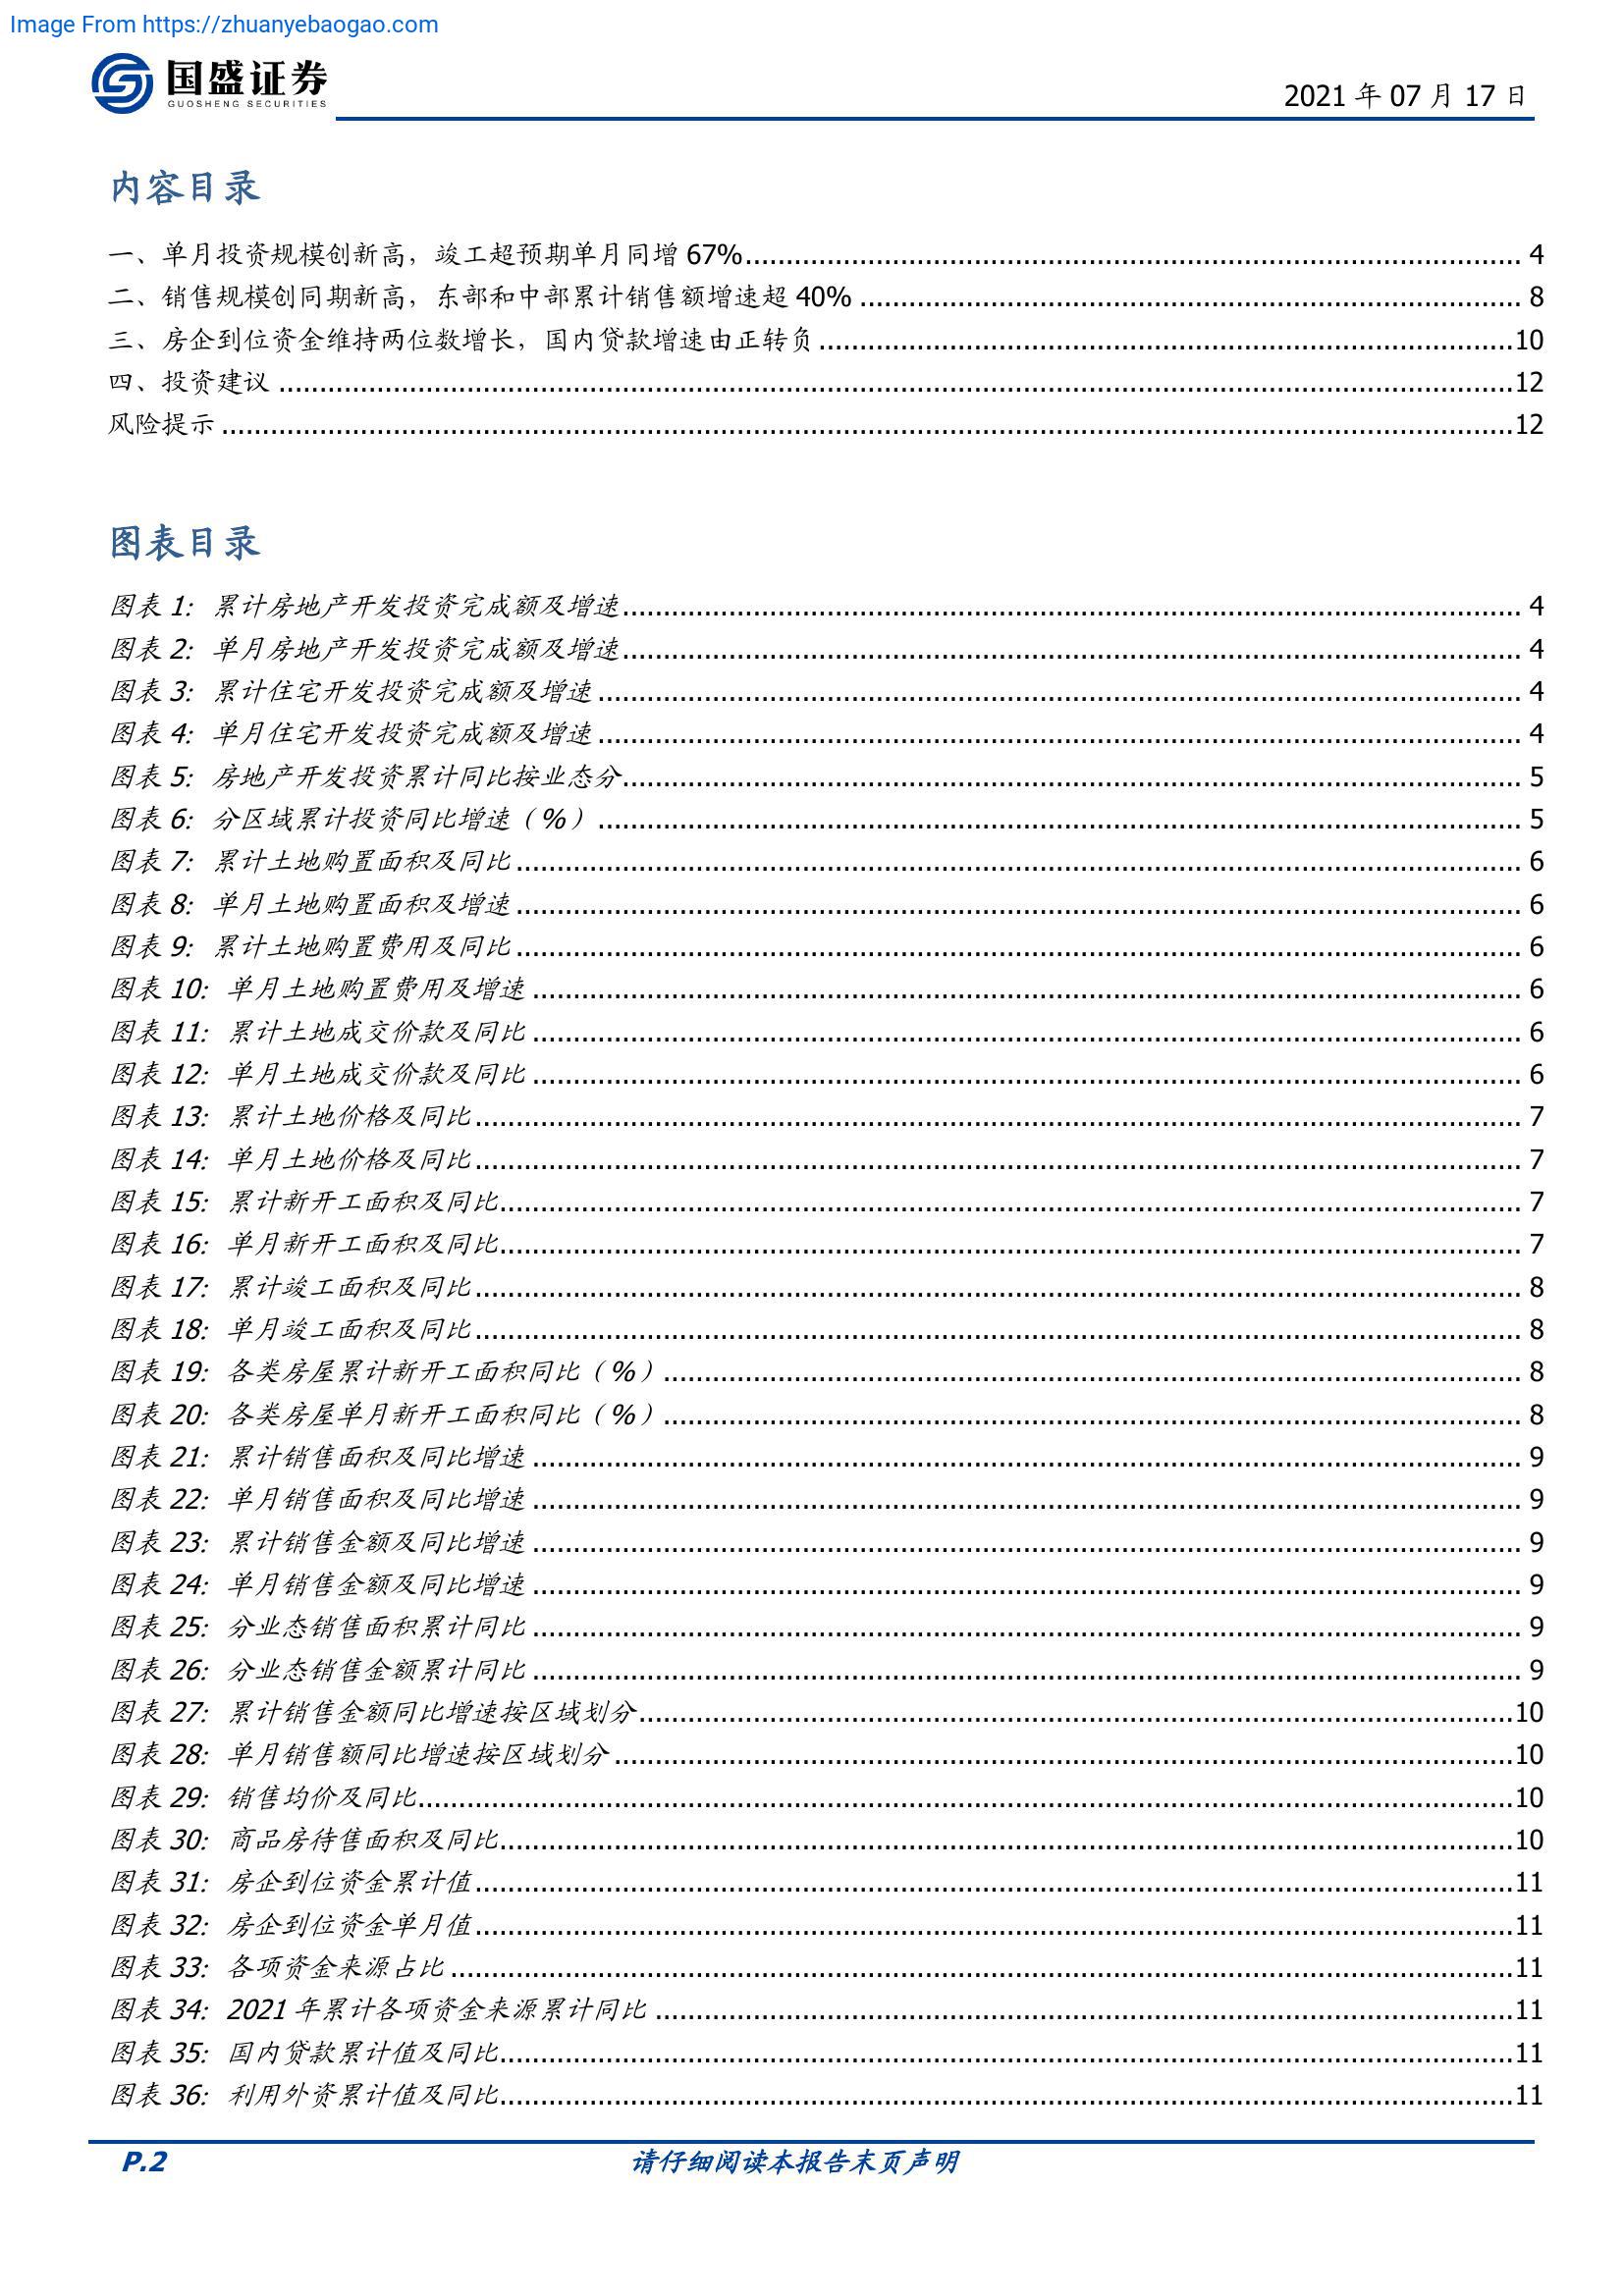 Image From https://zhuanyebaogao.com
国盛证券
GUOSHENG SECURITIES
2021 年 07 月 17 日
内容目录
一、单月投资规模创新高，竣工超预期单月同增 67%........ 4
二、销售规模创同期新高，东部和中部累计销售额增速超 40% ........ 8
三、房企到位资金维持两位数增长，国内贷款增速由正转负........10
四、投资建议 ........12
风险提示 ........12
图表目录
图表 1: 累计房地产开发投资完成额及增速........ 4
图表 2: 单月房地产开发投资完成额及增速........ 4
图表 3: 累计住宅开发投资完成额及增速 ........ 4
图表 4: 单月住宅开发投资完成额及增速 ........ 4
图表 5: 房地产开发投资累计同比按业态分........ 5
图表 6: 分区域累计投资同比增速（%） ........ 5
图表 7: 累计土地购置面积及同比 ........ 6
图表 8: 单月土地购置面积及增速 ........ 6
图表 9: 累计土地购置费用及同比 ........ 6
图表 10: 单月土地购置费用及增速 ........ 6
图表 11: 累计土地成交价款及同比 ........ 6
图表 12: 单月土地成交价款及同比 ........ 6
图表 13: 累计土地价格及同比........ 7
图表 14: 单月土地价格及同比........ 7
图表 15: 累计新开工面积及同比........ 7
图表 16: 单月新开工面积及同比........ 7
图表 17: 累计竣工面积及同比........ 8
图表 18: 单月竣工面积及同比........ 8
图表 19: 各类房屋累计新开工面积同比（%）........ 8
图表 20: 各类房屋单月新开工面积同比（%）........ 8
图表 21: 累计销售面积及同比增速 ........ 9
图表 22: 单月销售面积及同比增速 ........ 9
图表 23: 累计销售金额及同比增速 ........ 9
图表 24: 单月销售金额及同比增速 ........ 9
图表 25: 分业态销售面积累计同比 ........ 9
图表 26: 分业态销售金额累计同比 ........ 9
图表 27: 累计销售金额同比增速按区域划分........10
图表 28: 单月销售额同比增速按区域划分 ........10
图表 29: 销售均价及同比........10
图表 30: 商品房待售面积及同比........10
图表 31: 房企到位资金累计值........11
图表 32: 房企到位资金单月值........11
图表 33: 各项资金来源占比 ........11
图表 34: 2021 年累计各项资金来源累计同比 ........11
图表 35: 国内贷款累计值及同比........11
图表 36: 利用外资累计值及同比........11
P.2
请仔细阅读本报告末页声明